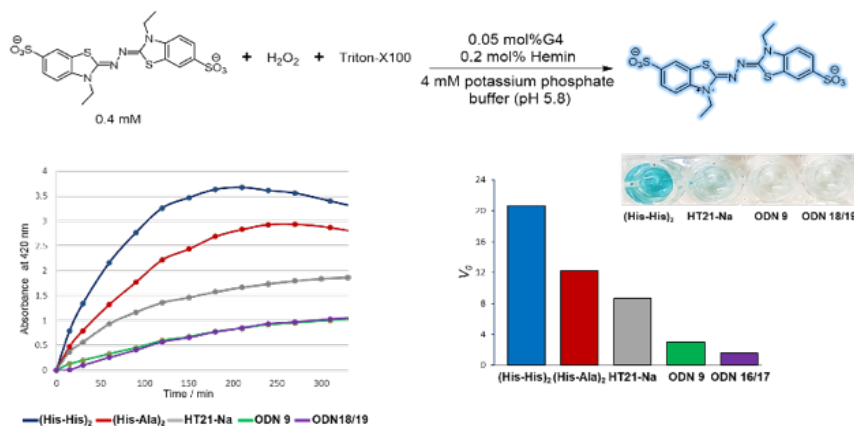 ⊖
SO₃
S
N
N
N
N
S
⊖
SO₃
0.4 mM
+ H₂O₂ + Triton-X100
0.05 mol%G4
0.2 mol% Hemin
4 mM potassium phosphate
buffer (pH 5.8)
⊖
SO₃
S
N
N
N
N
S
⊖
SO₃
Absorbance at 420 nm
4
3.5
3
2.5
2
1.5
1
0.5
0
0 50 100 150 200 250 300
Time / min
(His-His)₂ (His-Ala)₂ HT21-Na ODN 9 ODN18/19
V₀
24
20
12
8
4
0
(His-His)₂ (His-Ala)₂ HT21-Na ODN 9 ODN 16/17
(His-His)₂ HT21-Na ODN 9 ODN 18/19